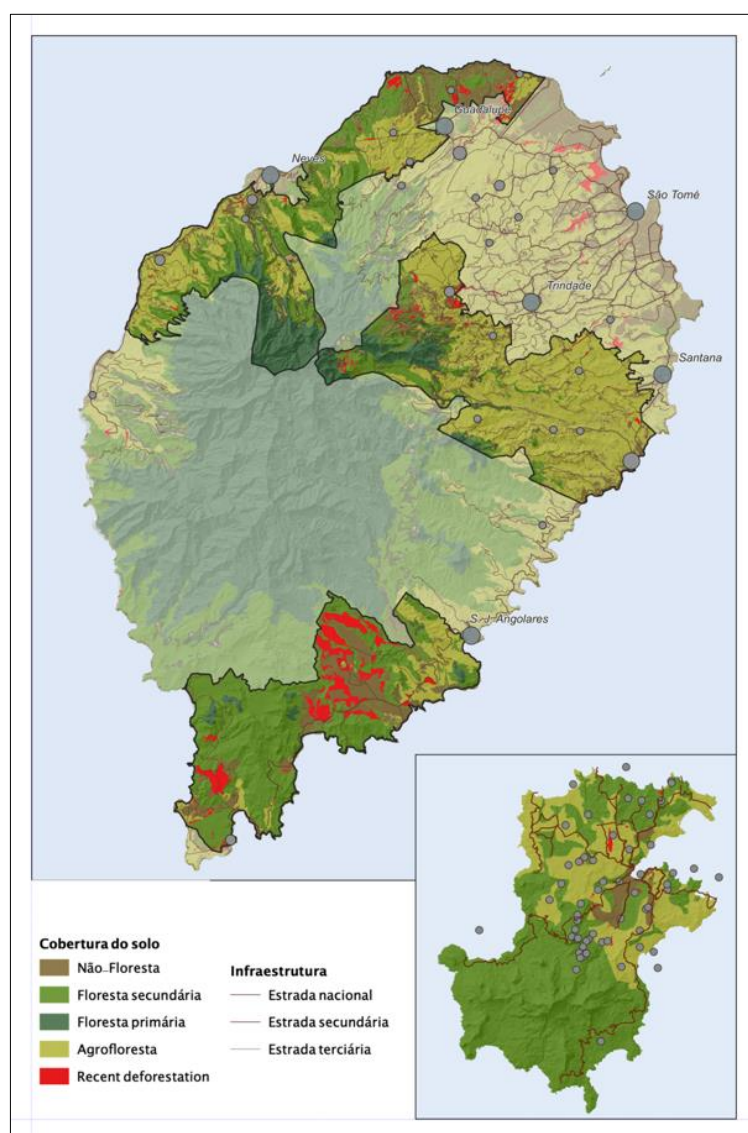 Guadalupe
Neves
São Tomé
Trindade
Santana
S. J. Angolares
Cobertura do solo
Não-Floresta
Floresta secundária
Floresta primária
Agrofloresta
Recent deforestation
Infraestrutura
Estrada nacional
Estrada secundária
Estrada terciária